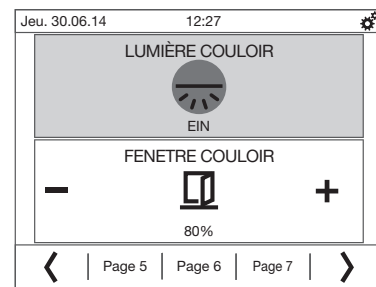 Jeu. 30.06.14 12:27
LUMIÈRE COULOIR
EIN
FENETRE COULOIR
80%
Page 5 Page 6 Page 7